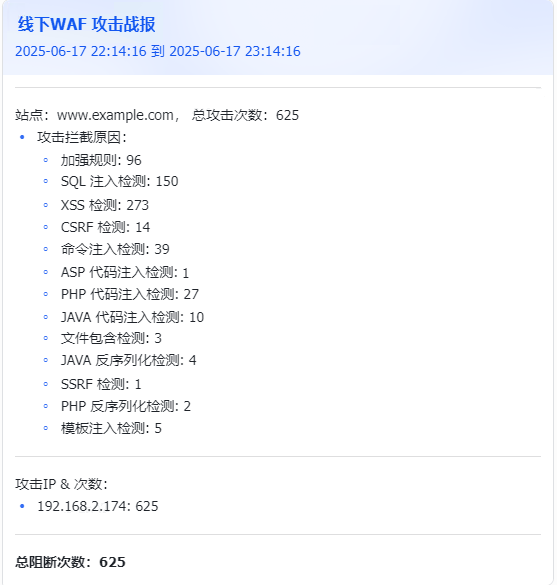 线下WAF 攻击战报
2025-06-17 22:14:16 到 2025-06-17 23:14:16
站点：www.example.com， 总攻击次数：625
攻击拦截原因：
加强规则: 96
SQL 注入检测: 150
XSS 检测: 273
CSRF 检测: 14
命令注入检测: 39
ASP 代码注入检测: 1
PHP 代码注入检测: 27
JAVA 代码注入检测: 10
文件包含检测: 3
JAVA 反序列化检测: 4
SSRF 检测: 1
PHP 反序列化检测: 2
模板注入检测: 5
攻击IP & 次数：
192.168.2.174: 625
总阻断次数：625